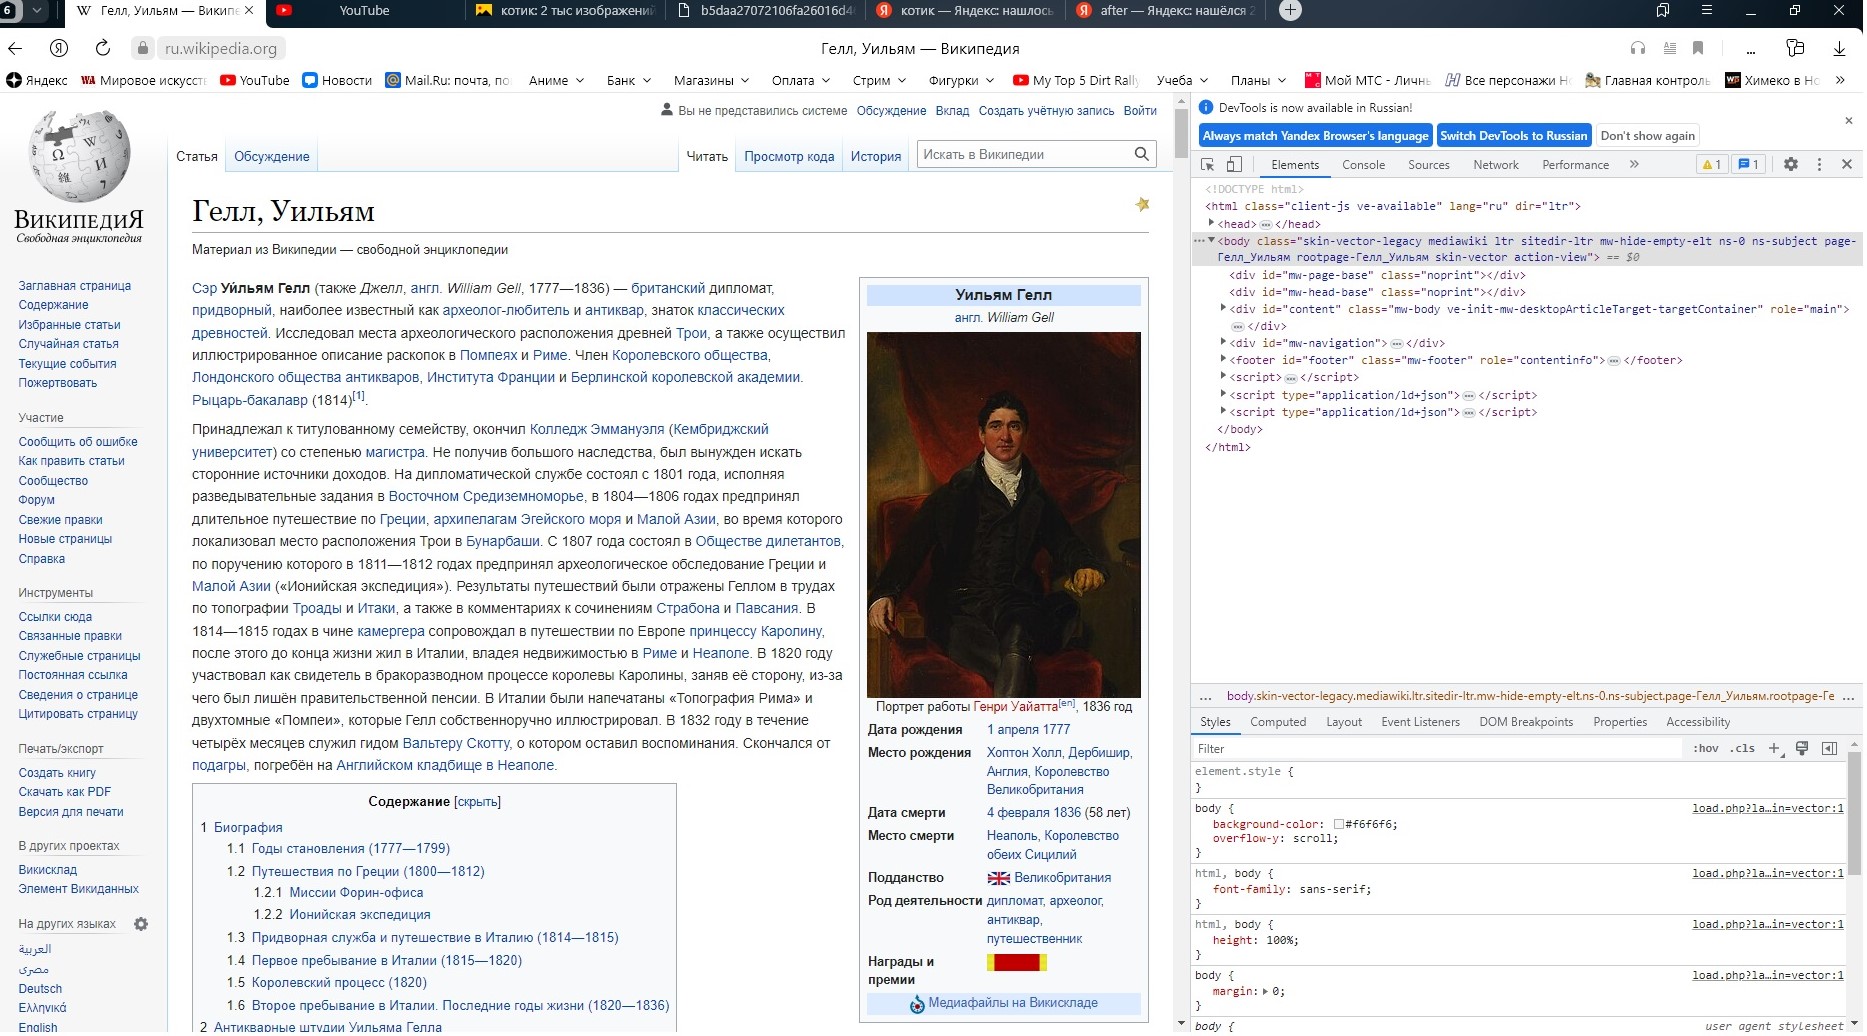 6
Гелл, Уильям — Википе
YouTube
котик: 2 тыс изображений
b5daa27072106fa26016d4
котик — Яндекс: нашлось
after — Яндекс: нашёлся 2
ru.wikipedia.org
Гелл, Уильям — Википедия
Яндекс
Мировое искусст
YouTube
Новости
Mail.Ru: почта, по
Аниме
Банк
Магазины
Оплата
Стрим
Фигурки
My Top 5 Dirt Rally
Учеба
Планы
Мой МТС - Личны
Все персонажи Но
Главная контроль
Химеко в Но
Вы не представились системе
Обсуждение
Вклад
Создать учётную запись
Войти
ВикипедиЯ
Свободная энциклопедия
Статья
Обсуждение
Читать
Просмотр кода
История
Искать в Википедии
Гелл, Уильям
Материал из Википедии — свободной энциклопедии
Заглавная страница
Содержание
Избранные статьи
Случайная статья
Текущие события
Пожертвовать
Участие
Сообщить об ошибке
Как править статьи
Сообщество
Форум
Свежие правки
Новые страницы
Справка
Инструменты
Ссылки сюда
Связанные правки
Служебные страницы
Постоянная ссылка
Сведения о странице
Цитировать страницу
Печать/экспорт
Создать книгу
Скачать как PDF
Версия для печати
В других проектах
Викисклад
Элемент Викиданных
На других языках
العربية
مصرى
Deutsch
Ελληνικά
English
Сэр Уи́льям Гелл (также Джелл, англ. William Gell, 1777—1836) — британский дипломат,
придворный, наиболее известный как археолог-любитель и антиквар, знаток классических
древностей. Исследовал места археологического расположения древней Трои, а также осуществил
иллюстрированное описание раскопок в Помпеях и Риме. Член Королевского общества,
Лондонского общества антикваров, Института Франции и Берлинской королевской академии.
Рыцарь-бакалавр (1814)[1].
Принадлежал к титулованному семейству, окончил Колледж Эммануэля (Кембриджский
университет) со степенью магистра. Не получив большого наследства, был вынужден искать
сторонние источники доходов. На дипломатической службе состоял с 1801 года, исполняя
разведывательные задания в Восточном Средиземноморье, в 1804—1806 годах предпринял
длительное путешествие по Греции, архипелагам Эгейского моря и Малой Азии, во время которого
локализовал место расположения Трои в Бунарбаши. С 1807 года состоял в Обществе дилетантов,
по поручению которого в 1811—1812 годах предпринял археологическое обследование Греции и
Малой Азии («Ионийская экспедиция»). Результаты путешествий были отражены Геллом в трудах
по топографии Троады и Итаки, а также в комментариях к сочинениям Страбона и Павсания. В
1814—1815 годах в чине камергера сопровождал в путешествии по Европе принцессу Каролину,
после этого до конца жизни жил в Италии, владея недвижимостью в Риме и Неаполе. В 1820 году
участвовал как свидетель в бракоразводном процессе королевы Каролины, заняв её сторону, из-за
чего был лишён правительственной пенсии. В Италии были напечатаны «Топография Рима» и
двухтомные «Помпеи», которые Гелл собственноручно иллюстрировал. В 1832 году в течение
четырёх месяцев служил гидом Вальтеру Скотту, о котором оставил воспоминания. Скончался от
подагры, погребён на Английском кладбище в Неаполе.
Содержание [скрыть]
1 Биография
1.1 Годы становления (1777—1799)
1.2 Путешествия по Греции (1800—1812)
1.2.1 Миссии Форин-офиса
1.2.2 Ионийская экспедиция
1.3 Придворная служба и путешествие в Италию (1814—1815)
1.4 Первое пребывание в Италии (1815—1820)
1.5 Королевский процесс (1820)
1.6 Второе пребывание в Италии. Последние годы жизни (1820—1836)
2 Антикварные штудии Уильяма Гелла
Уильям Гелл
англ. William Gell
Портрет работы Генри Уайатта[en], 1836 год
Дата рождения 1 апреля 1777
Место рождения Хоптон Холл, Дербишир,
Англия, Королевство
Великобритания
Дата смерти 4 февраля 1836 (58 лет)
Место смерти Неаполь, Королевство
обеих Сицилий
Подданство Великобритания
Род деятельности дипломат, археолог,
антиквар,
путешественник
Награды и
премии
Медиафайлы на Викискладе
DevTools is now available in Russian!
Always match Yandex Browser's language
Switch DevTools to Russian
Don't show again
Elements
Console
Sources
Network
Performance
1
1
<!DOCTYPE html>
<html class="client-js ve-available" lang="ru" dir="ltr">
<head>…</head>
<body class="skin-vector-legacy mediawiki ltr sitedir-ltr mw-hide-empty-elt ns-0 ns-subject page-
Гелл_Уильям rootpage-Гелл_Уильям skin-vector action-view"> == $0
<div id="mw-page-base" class="noprint"></div>
<div id="mw-head-base" class="noprint"></div>
<div id="content" class="mw-body ve-init-mw-desktopArticleTarget-targetContainer" role="main">
…</div>
<div id="mw-navigation">…</div>
<footer id="footer" class="mw-footer" role="contentinfo">…</footer>
<script>…</script>
<script type="application/ld+json">…</script>
<script type="application/ld+json">…</script>
</body>
</html>
… body.skin-vector-legacy.mediawiki.ltr.sitedir-ltr.mw-hide-empty-elt.ns-0.ns-subject.page-Гелл_Уильям.rootpage-Ге …
Styles
Computed
Layout
Event Listeners
DOM Breakpoints
Properties
Accessibility
Filter
:hov .cls +
element.style {
}
body { load.php?la…in=vector:1
background-color: #f6f6f6;
overflow-y: scroll;
}
html, body { load.php?la…in=vector:1
font-family: sans-serif;
}
html, body { load.php?la…in=vector:1
height: 100%;
}
body { load.php?la…in=vector:1
margin: 0;
}
body { user agent stylesheet